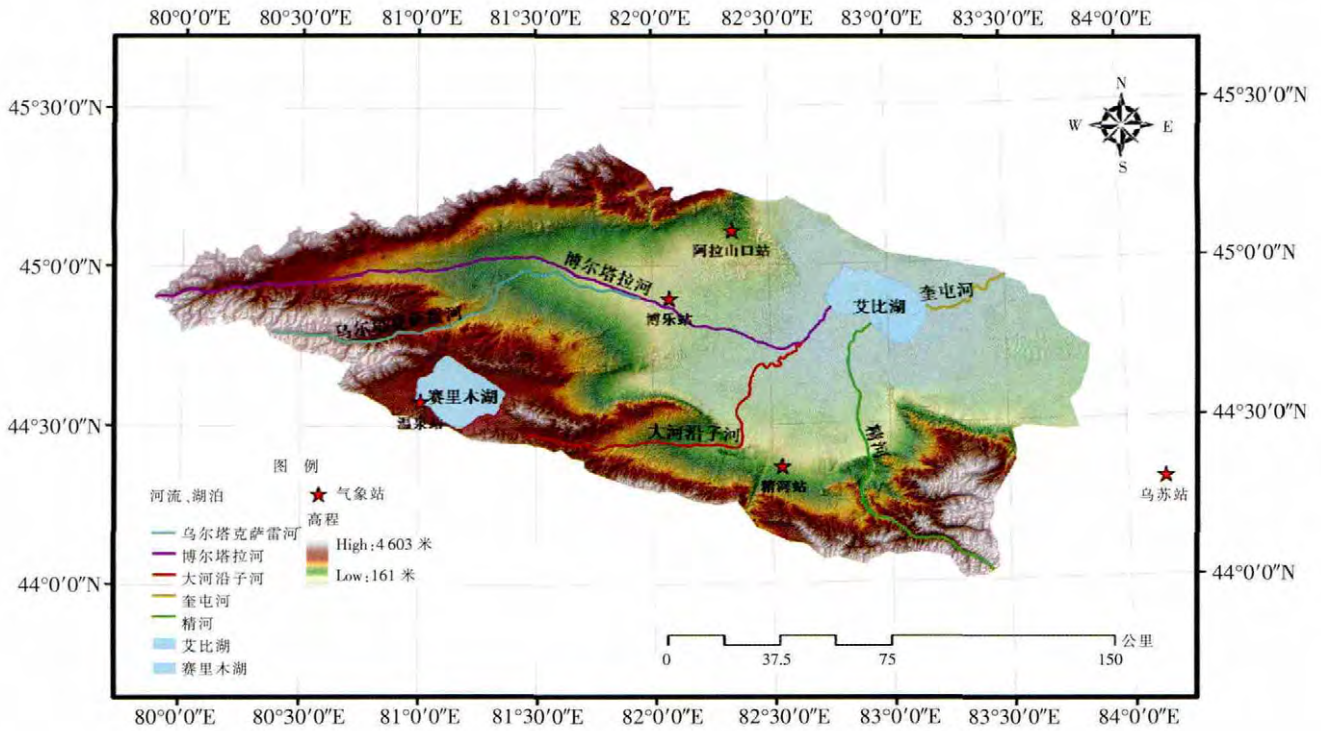 80°0′0″E 80°30′0″E 81°0′0″E 81°30′0″E 82°0′0″E 82°30′0″E 83°0′0″E 83°30′0″E 84°0′0″E
45°30′0″N
45°30′0″N
N
W
E
S
阿拉山口站
45°0′0″N
45°0′0″N
博尔塔拉河
奎屯河
艾比湖
博乐站
赛里木湖
温泉站
44°30′0″N
44°30′0″N
大河沿子河
精河
精河站
乌苏站
图 例
河流、湖泊
气象站
高程
乌尔塔克萨雷河
High:4 603 米
博尔塔拉河
大河沿子河
Low:161 米
44°0′0″N
44°0′0″N
奎屯河
精河
艾比湖
赛里木湖
公里
0 37.5 75 150
80°0′0″E 80°30′0″E 81°0′0″E 81°30′0″E 82°0′0″E 82°30′0″E 83°0′0″E 83°30′0″E 84°0′0″E